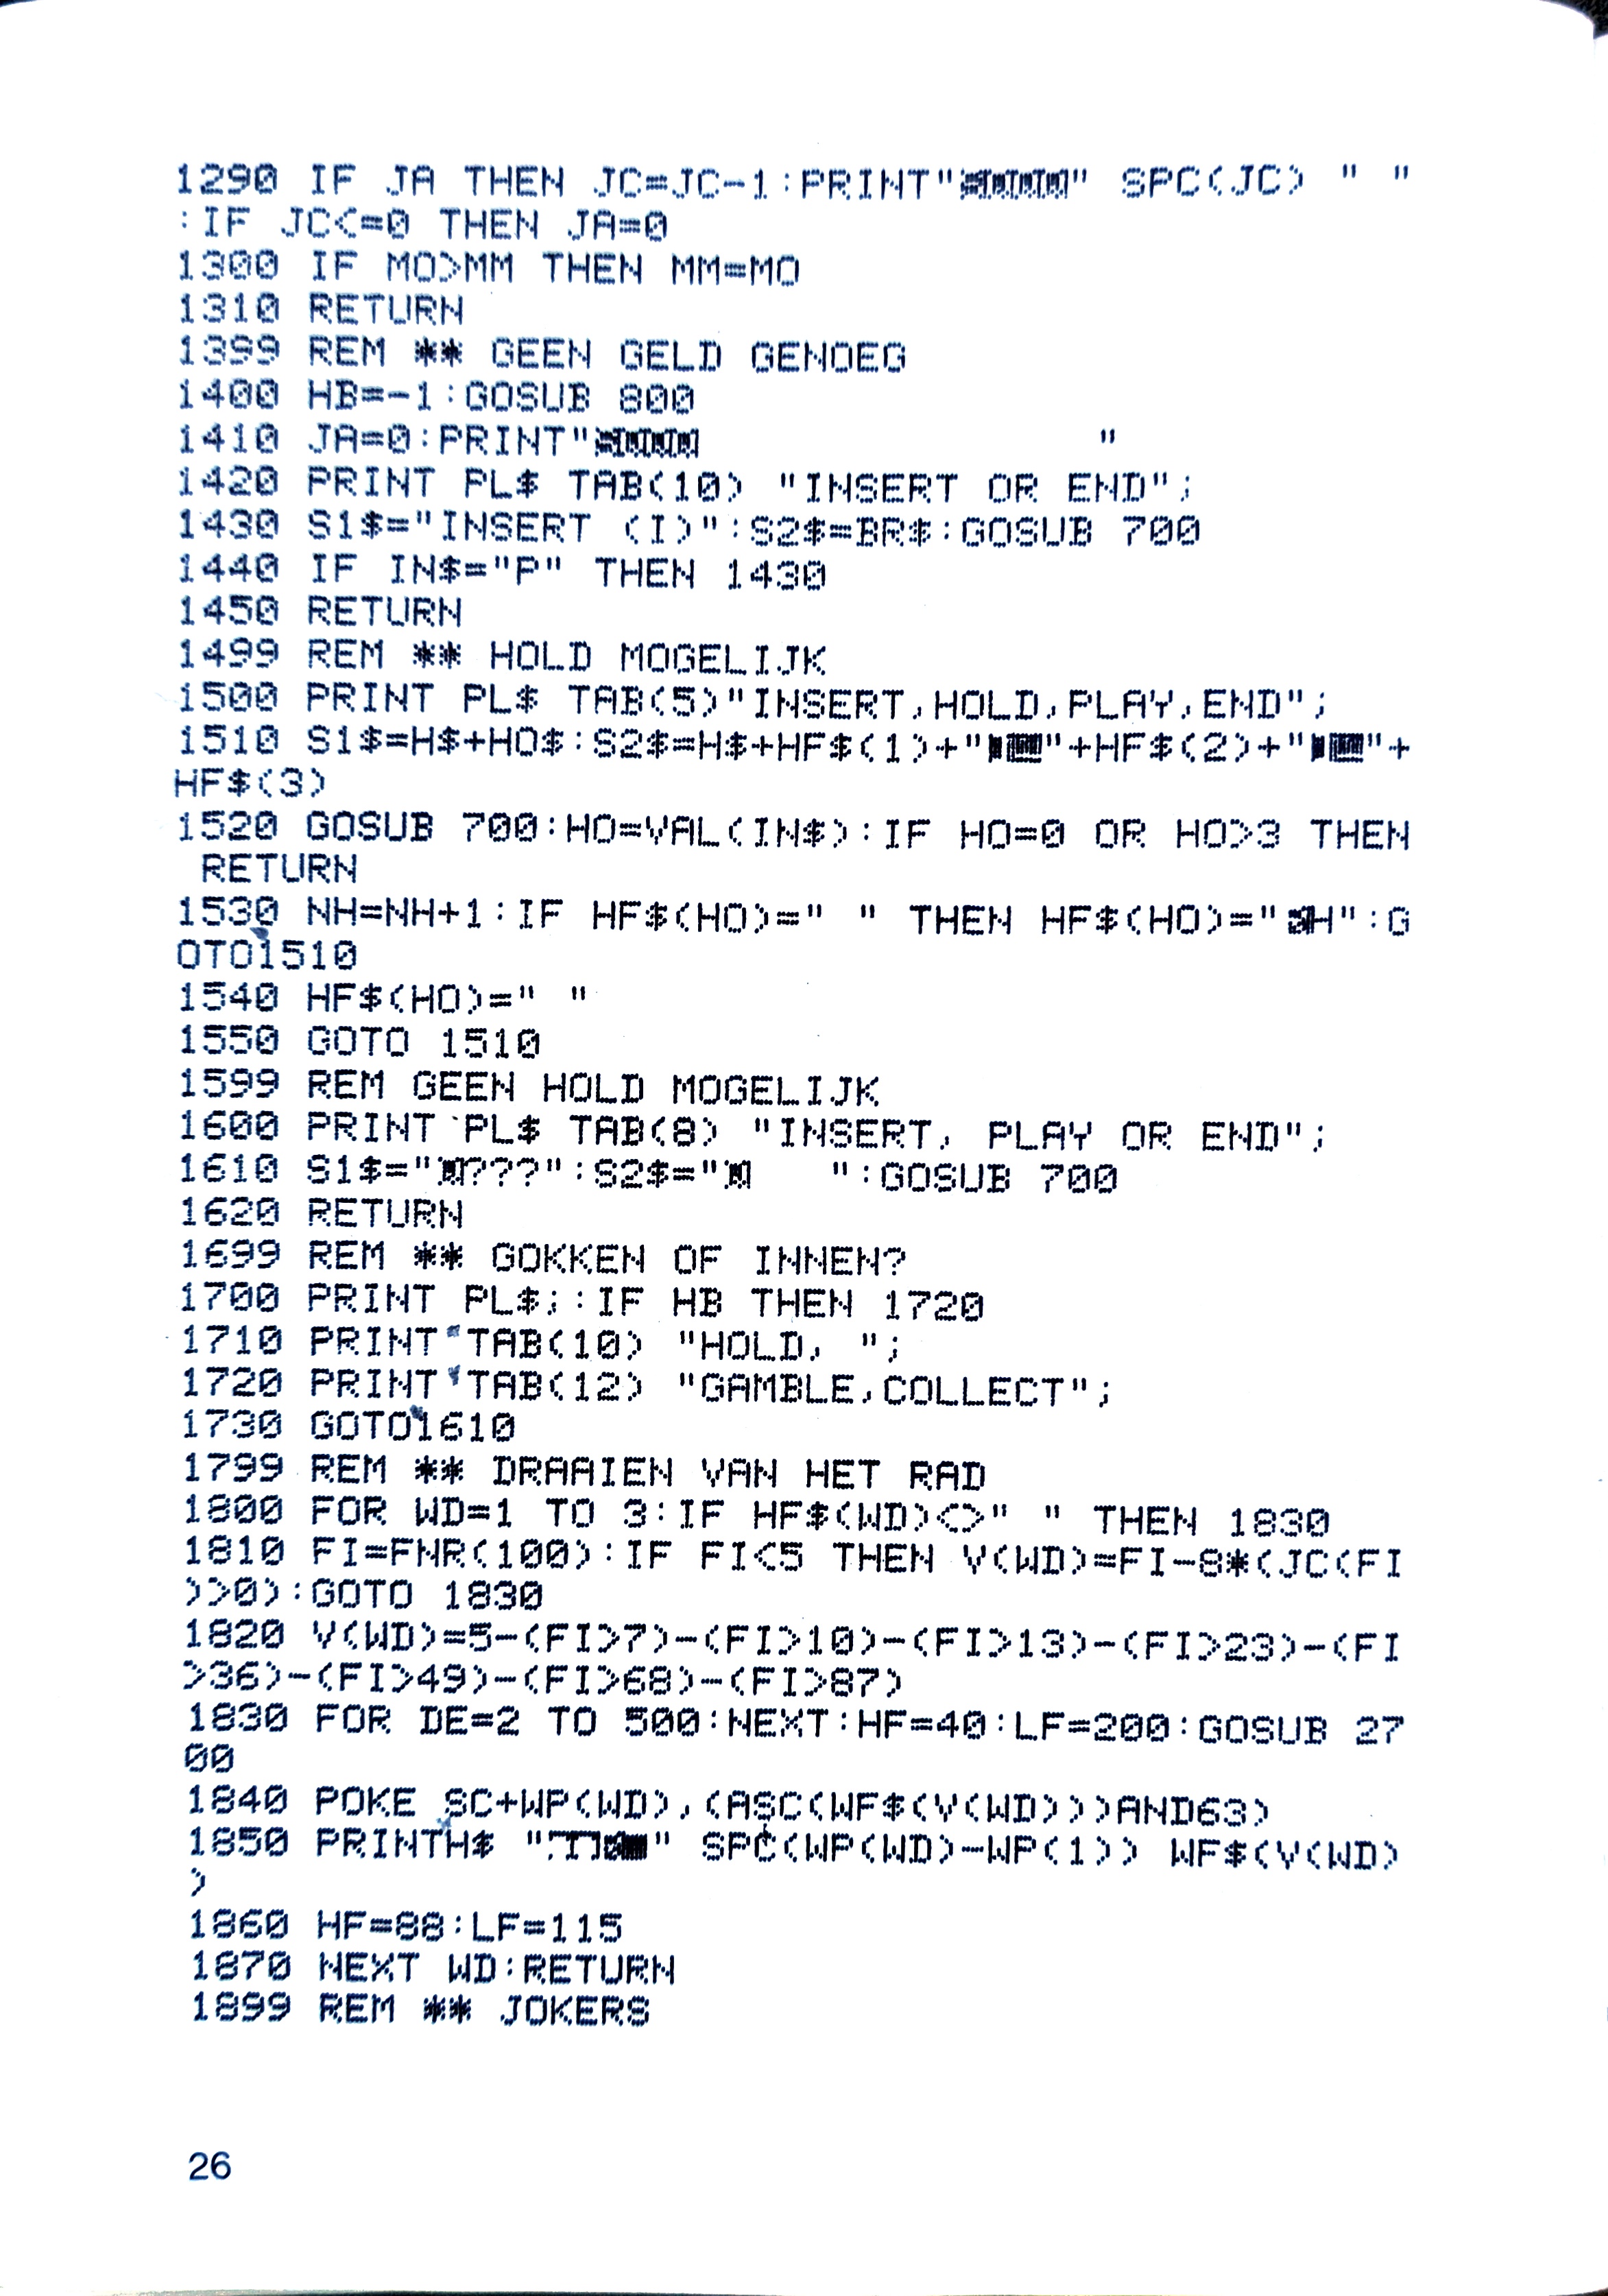 1290 IF JA THEN JC=JC-1:PRINT"" SPC(JC) " "
:IF JC<=0 THEN JA=0
1300 IF MO>MM THEN MM=MO
1310 RETURN
1399 REM ** GEEN GELD GENOEG
1400 HB=-1:GOSUB 800
1410 JA=0:PRINT"                "
1420 PRINT PL$ TAB(10) "INSERT OR END";
1430 S1$="INSERT (I)":S2$=BR$:GOSUB 700
1440 IF IN$="P" THEN 1430
1450 RETURN
1499 REM ** HOLD MOGELIJK
1500 PRINT PL$ TAB(5)"INSERT,HOLD,PLAY,END";
1510 S1$=H$+HO$:S2$=H$+HF$(1)+""+HF$(2)+""+
HF$(3)
1520 GOSUB 700:HO=VAL(IN$):IF HO=0 OR HO>3 THEN
 RETURN
1530 NH=NH+1:IF HF$(HO)=" " THEN HF$(HO)="H":G
OTO1510
1540 HF$(HO)=" "
1550 GOTO 1510
1599 REM GEEN HOLD MOGELIJK
1600 PRINT PL$ TAB(8) "INSERT, PLAY OR END";
1610 S1$="???":S2$="   ":GOSUB 700
1620 RETURN
1699 REM ** GOKKEN OF INNEN?
1700 PRINT PL$;:IF HB THEN 1720
1710 PRINT TAB(10) "HOLD, ";
1720 PRINT TAB(12) "GAMBLE,COLLECT";
1730 GOTO1610
1799 REM ** DRAAIEN VAN HET RAD
1800 FOR WD=1 TO 3:IF HF$(WD)<>" " THEN 1830
1810 FI=FNR(100):IF FI<5 THEN V(WD)=FI-8*(JC(FI
)>0):GOTO 1830
1820 V(WD)=5-(FI>7)-(FI>10)-(FI>13)-(FI>23)-(FI
>36)-(FI>49)-(FI>68)-(FI>87)
1830 FOR DE=2 TO 500:NEXT:HF=40:LF=200:GOSUB 27
00
1840 POKE SC+WP(WD),(ASC(WF$(V(WD)))AND63)
1850 PRINTH$ "" SPC(WP(WD)-WP(1)) WF$(V(WD)
)
1860 HF=88:LF=115
1870 NEXT WD:RETURN
1899 REM ** JOKERS
26